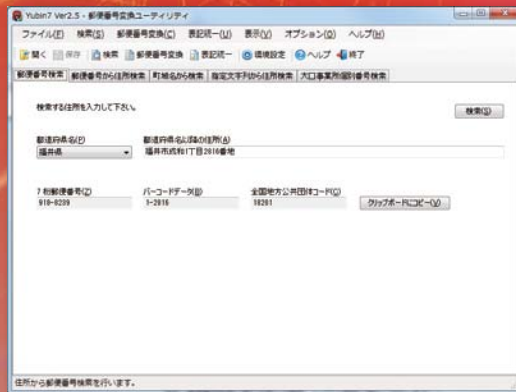 Yubin7 Ver2.5 - 郵便番号変換ユーティリティ
ファイル(F) 検索(S) 郵便番号変換(C) 表記統一(U) 表示(V) オプション(O) ヘルプ(H)
開く 保存 検索 郵便番号変換 表記統一 環境設定 ヘルプ 終了
郵便番号検索 郵便番号から住所検索 町域名から検索 指定文字列から住所検索 大口事業所個別番号検索
検索する住所を入力して下さい。
検索(S)
都道府県名(P) 都道府県名以降の住所(A)
福井県 福井市成和1丁目2816番地
7桁郵便番号(Z) バーコードデータ(B) 全国地方公共団体コード(G)
910-0239 1-2816 18201 クリップボードにコピー(V)
住所から郵便番号検索を行います。